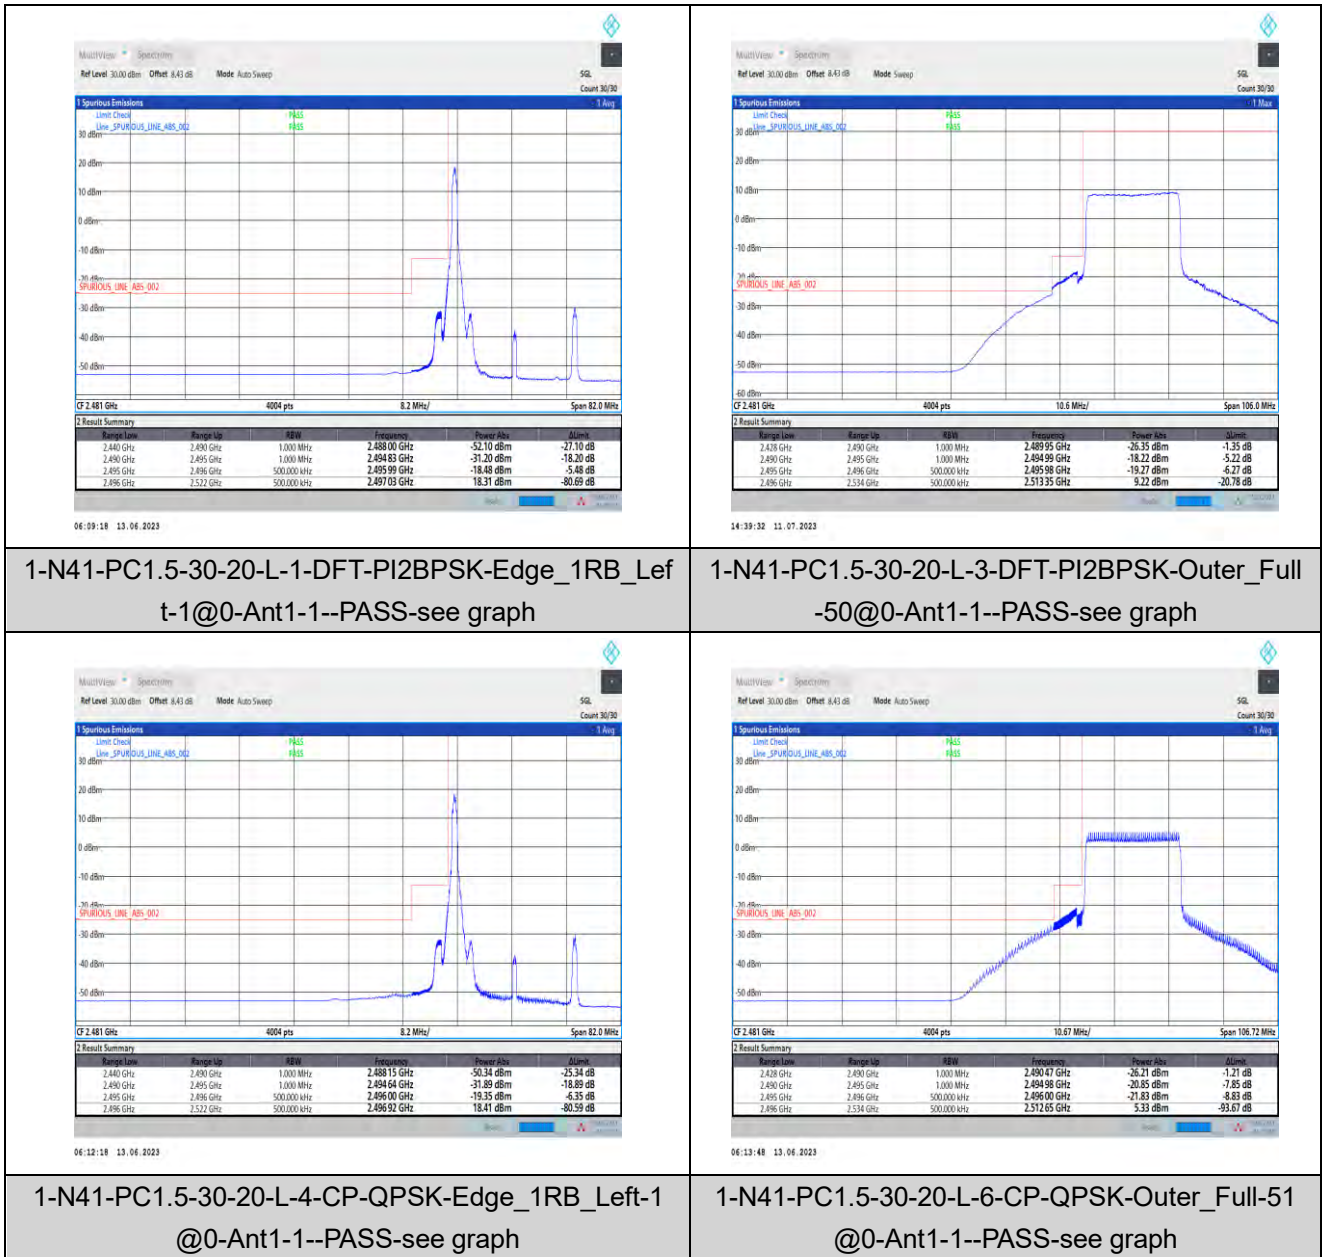 MultiView Spectrum
Ref Level 30.00 dBm Offset 8.43 dB Mode Auto Sweep SGL
Count 30/30
1 Spurious Emissions 1 Avg
Limit Check PASS
Line _SPURIOUS_LINE_ABS_002 PASS
30 dBm
20 dBm
10 dBm
0 dBm
-10 dBm
-20 dBm
SPURIOUS_LINE_ABS_002
-30 dBm
-40 dBm
-50 dBm
CF 2.481 GHz 4004 pts 8.2 MHz/ Span 82.0 MHz
2 Result Summary
Range Low Range Up RBW Frequency Power Abs ΔLimit
2.440 GHz 2.490 GHz 1.000 MHz 2.488 00 GHz -52.10 dBm -27.10 dB
2.490 GHz 2.495 GHz 1.000 MHz 2.494 83 GHz -31.20 dBm -18.20 dB
2.495 GHz 2.496 GHz 500.000 kHz 2.495 99 GHz -18.48 dBm -5.48 dB
2.496 GHz 2.522 GHz 500.000 kHz 2.497 03 GHz 18.31 dBm -80.69 dB
06:09:18 13.06.2023
1-N41-PC1.5-30-20-L-1-DFT-PI2BPSK-Edge_1RB_Lef
t-1@0-Ant1-1--PASS-see graph
MultiView Spectrum
Ref Level 30.00 dBm Offset 8.43 dB Mode Sweep SGL
Count 30/30
1 Spurious Emissions 1 Max
Limit Check PASS
Line _SPURIOUS_LINE_ABS_002 PASS
30 dBm
20 dBm
10 dBm
0 dBm
-10 dBm
-20 dBm
SPURIOUS_LINE_ABS_002
-30 dBm
-40 dBm
-50 dBm
-60 dBm
CF 2.481 GHz 4004 pts 10.6 MHz/ Span 106.0 MHz
2 Result Summary
Range Low Range Up RBW Frequency Power Abs ΔLimit
2.428 GHz 2.490 GHz 1.000 MHz 2.489 95 GHz -26.35 dBm -1.35 dB
2.490 GHz 2.495 GHz 1.000 MHz 2.494 99 GHz -18.22 dBm -5.22 dB
2.495 GHz 2.496 GHz 500.000 kHz 2.495 98 GHz -19.27 dBm -6.27 dB
2.496 GHz 2.534 GHz 500.000 kHz 2.513 35 GHz 9.22 dBm -20.78 dB
14:39:32 11.07.2023
1-N41-PC1.5-30-20-L-3-DFT-PI2BPSK-Outer_Full
-50@0-Ant1-1--PASS-see graph
MultiView Spectrum
Ref Level 30.00 dBm Offset 8.43 dB Mode Auto Sweep SGL
Count 30/30
1 Spurious Emissions 1 Avg
Limit Check PASS
Line _SPURIOUS_LINE_ABS_002 PASS
30 dBm
20 dBm
10 dBm
0 dBm
-10 dBm
-20 dBm
SPURIOUS_LINE_ABS_002
-30 dBm
-40 dBm
-50 dBm
CF 2.481 GHz 4004 pts 8.2 MHz/ Span 82.0 MHz
2 Result Summary
Range Low Range Up RBW Frequency Power Abs ΔLimit
2.440 GHz 2.490 GHz 1.000 MHz 2.488 15 GHz -50.34 dBm -25.34 dB
2.490 GHz 2.495 GHz 1.000 MHz 2.494 64 GHz -31.89 dBm -18.89 dB
2.495 GHz 2.496 GHz 500.000 kHz 2.496 00 GHz -19.35 dBm -6.35 dB
2.496 GHz 2.522 GHz 500.000 kHz 2.496 92 GHz 18.41 dBm -80.59 dB
06:12:18 13.06.2023
1-N41-PC1.5-30-20-L-4-CP-QPSK-Edge_1RB_Left-1
@0-Ant1-1--PASS-see graph
MultiView Spectrum
Ref Level 30.00 dBm Offset 8.43 dB Mode Auto Sweep SGL
Count 30/30
1 Spurious Emissions 1 Avg
Limit Check PASS
Line _SPURIOUS_LINE_ABS_002 PASS
30 dBm
20 dBm
10 dBm
0 dBm
-10 dBm
-20 dBm
SPURIOUS_LINE_ABS_002
-30 dBm
-40 dBm
-50 dBm
CF 2.481 GHz 4004 pts 10.67 MHz/ Span 106.72 MHz
2 Result Summary
Range Low Range Up RBW Frequency Power Abs ΔLimit
2.428 GHz 2.490 GHz 1.000 MHz 2.490 47 GHz -26.21 dBm -1.21 dB
2.490 GHz 2.495 GHz 1.000 MHz 2.494 98 GHz -20.85 dBm -7.85 dB
2.495 GHz 2.496 GHz 500.000 kHz 2.496 00 GHz -21.83 dBm -8.83 dB
2.496 GHz 2.534 GHz 500.000 kHz 2.512 65 GHz 5.33 dBm -93.67 dB
06:13:48 13.06.2023
1-N41-PC1.5-30-20-L-6-CP-QPSK-Outer_Full-51
@0-Ant1-1--PASS-see graph